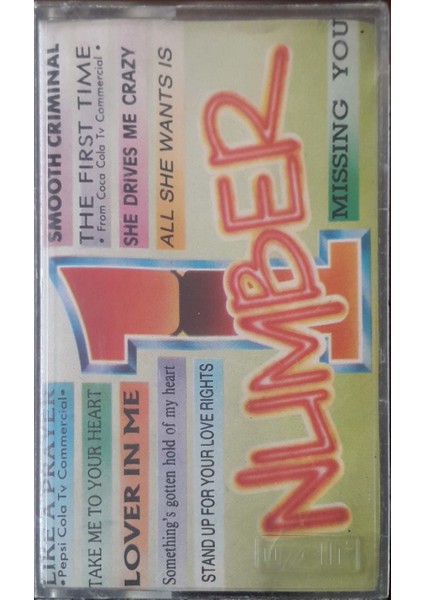 LIKE A PRAYER
•Pepsi Cola Tv Commercial•
TAKE ME TO YOUR HEART
LOVER IN ME
Something's gotten hold of my heart
STAND UP FOR YOUR LOVE RIGHTS
SMOOTH CRIMINAL
THE FIRST TIME
• From Coca Cola Tv Commercial •
SHE DRIVES ME CRAZY
ALL SHE WANTS IS
1
NUMBER
MISSING YOU